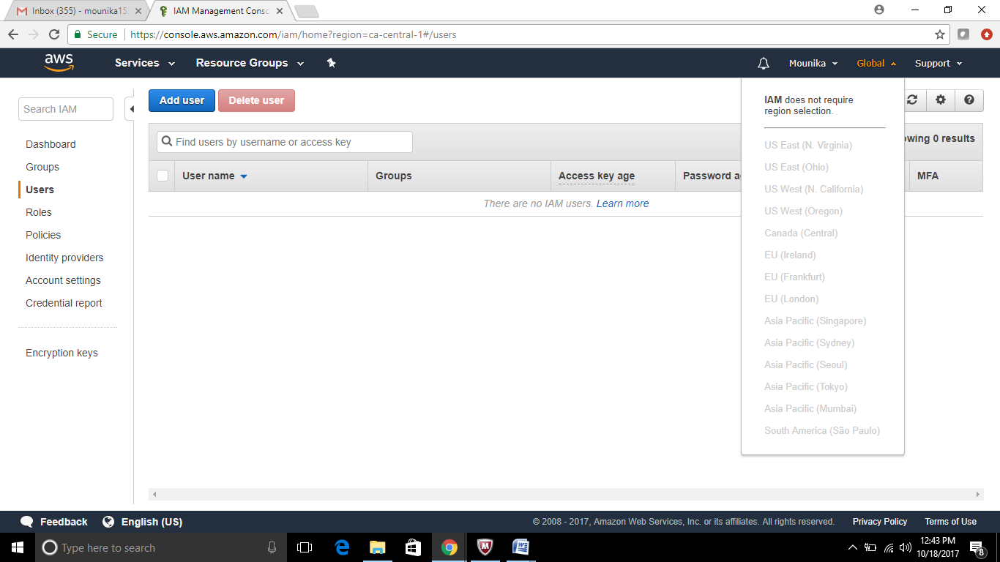 Inbox (355) - mounika15
IAM Management Conso
Secure
https://console.aws.amazon.com/iam/home?region=ca-central-1#/users
aws
Services
Resource Groups
Mounika
Global
Support
Search IAM
Dashboard
Groups
Users
Roles
Policies
Identity providers
Account settings
Credential report
Encryption keys
Add user
Delete user
Find users by username or access key
owing 0 results
User name
Groups
Access key age
Password a
MFA
There are no IAM users. Learn more
IAM does not require
region selection.
US East (N. Virginia)
US East (Ohio)
US West (N. California)
US West (Oregon)
Canada (Central)
EU (Ireland)
EU (Frankfurt)
EU (London)
Asia Pacific (Singapore)
Asia Pacific (Sydney)
Asia Pacific (Seoul)
Asia Pacific (Tokyo)
Asia Pacific (Mumbai)
South America (São Paulo)
Feedback
English (US)
© 2008 - 2017, Amazon Web Services, Inc. or its affiliates. All rights reserved.
Privacy Policy
Terms of Use
Type here to search
12:43 PM
10/18/2017
8